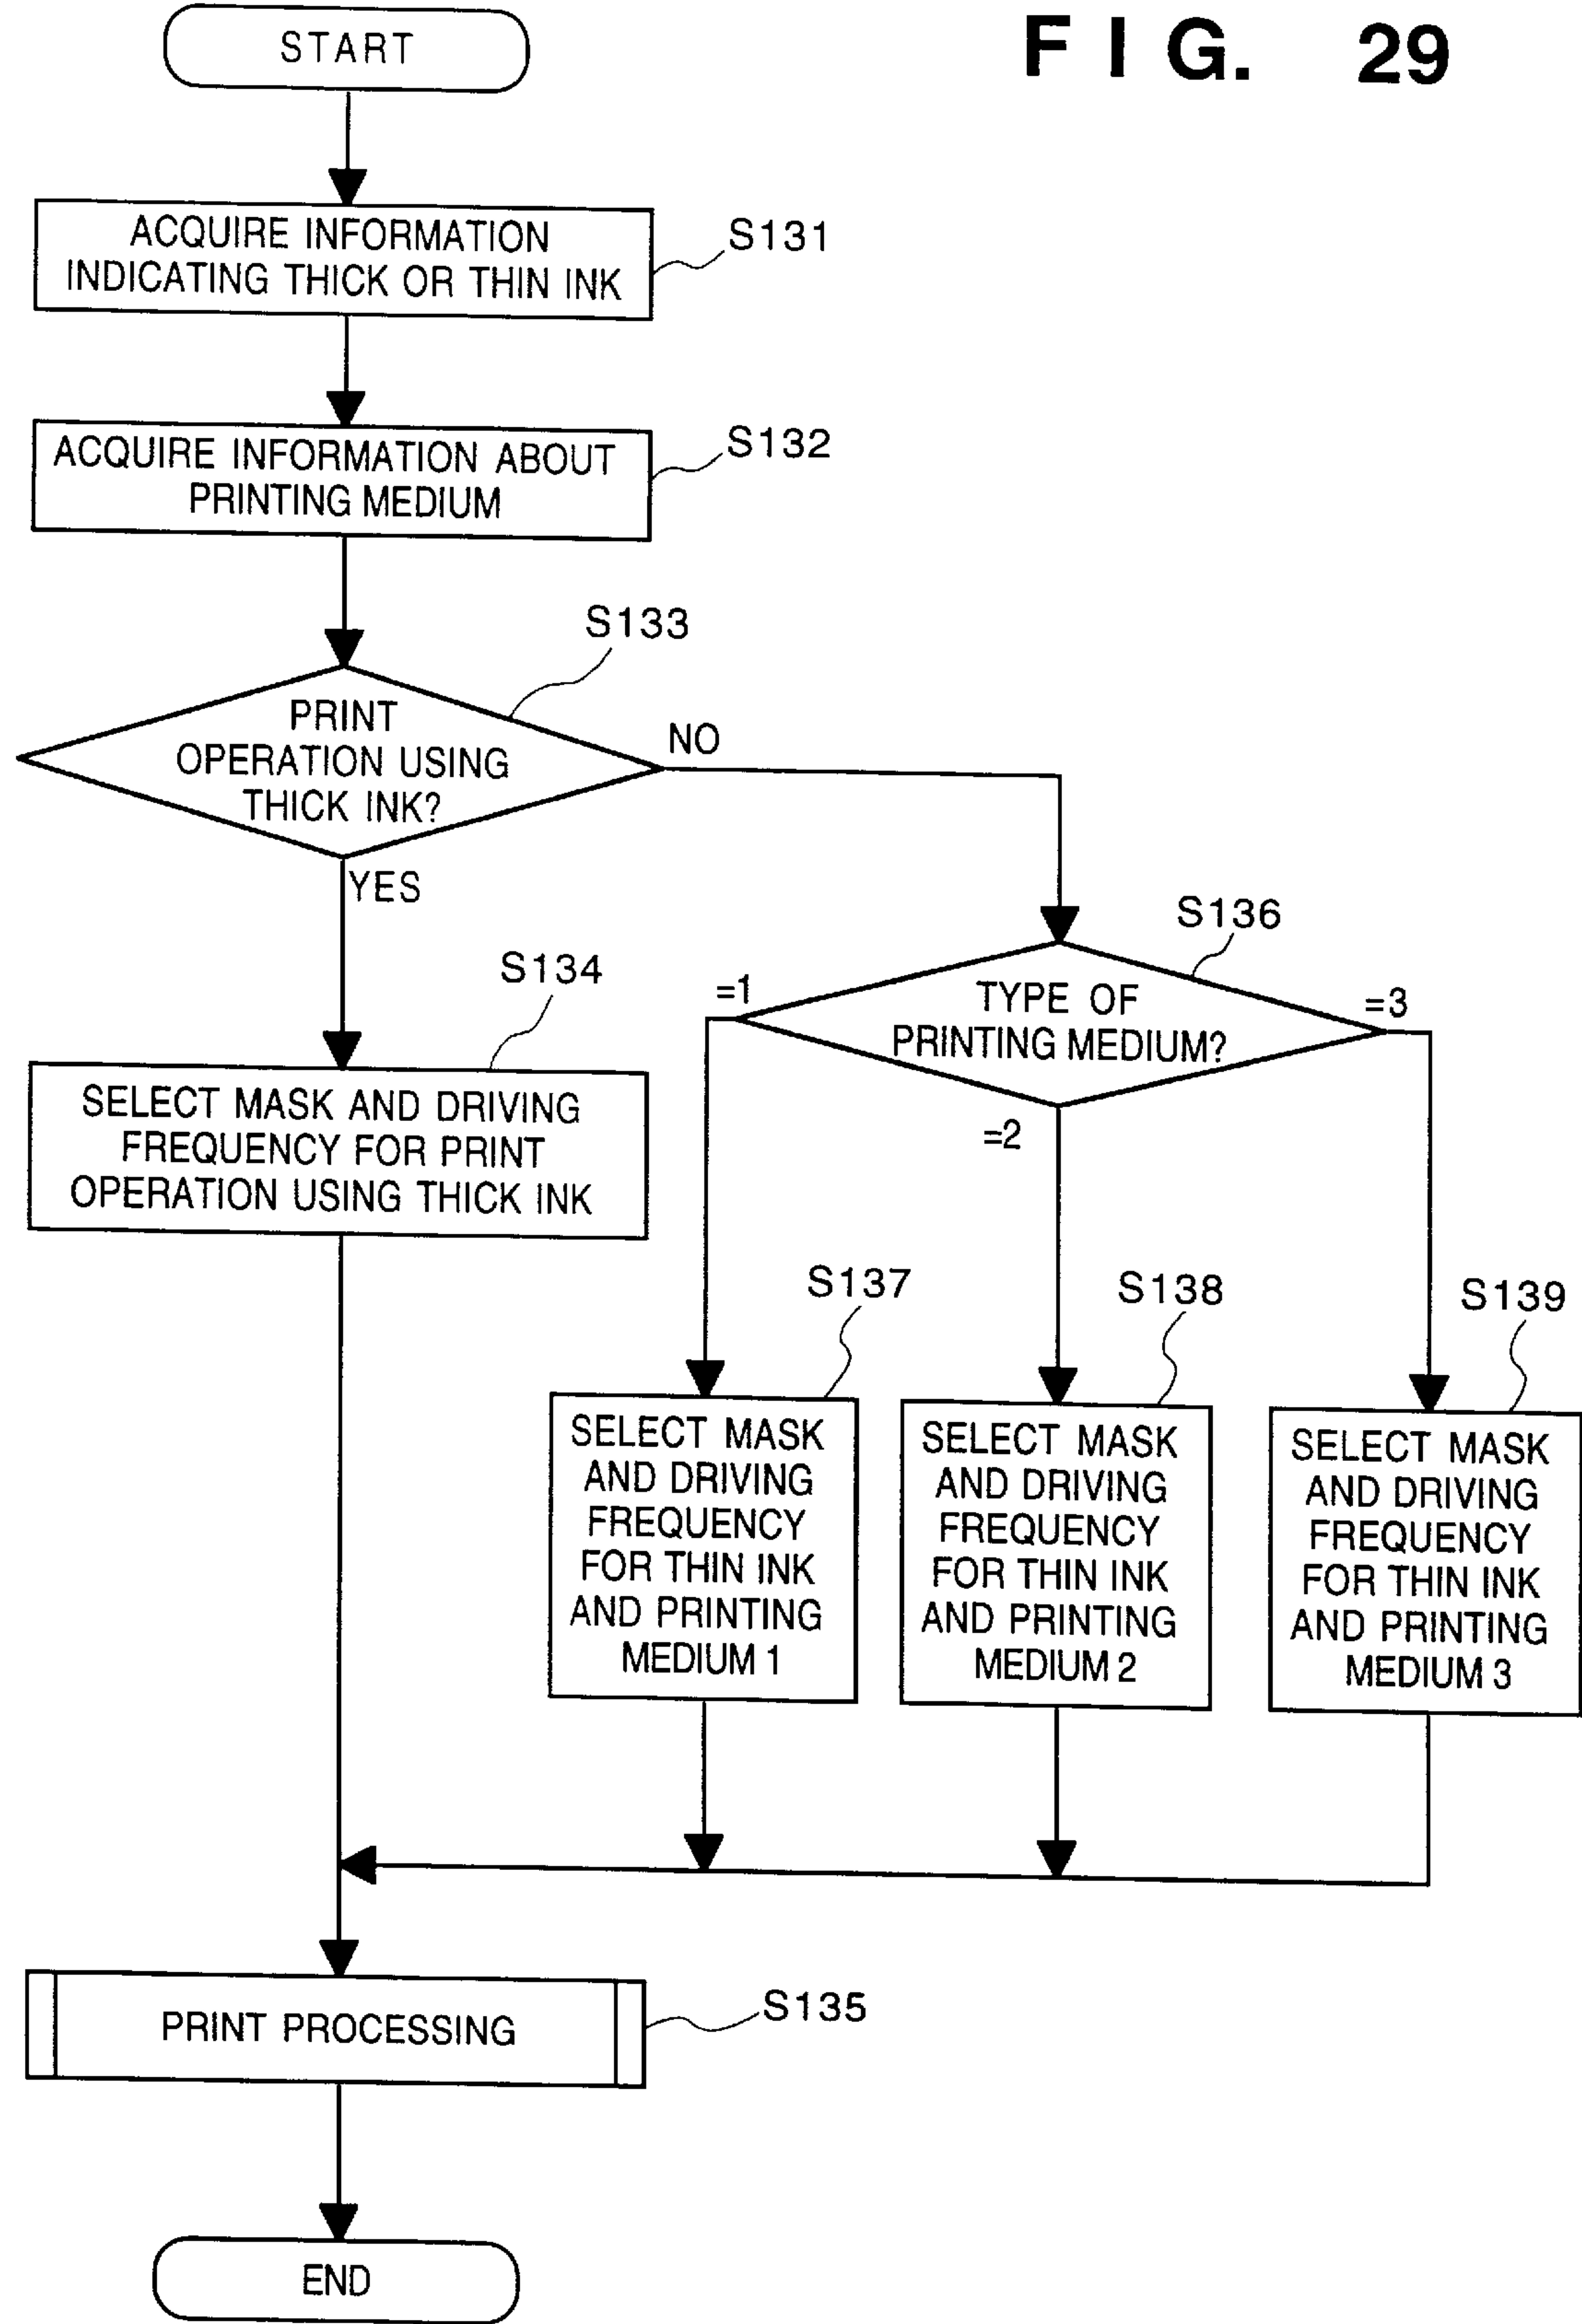 FIG. 29
START
ACQUIRE INFORMATION
INDICATING THICK OR THIN INK
S131
ACQUIRE INFORMATION ABOUT
PRINTING MEDIUM
S132
S133
PRINT
OPERATION USING
THICK INK?
NO
YES
S134
SELECT MASK AND DRIVING
FREQUENCY FOR PRINT
OPERATION USING THICK INK
S136
TYPE OF
PRINTING MEDIUM?
=1
=2
=3
S137
SELECT MASK
AND DRIVING
FREQUENCY
FOR THIN INK
AND PRINTING
MEDIUM 1
S138
SELECT MASK
AND DRIVING
FREQUENCY
FOR THIN INK
AND PRINTING
MEDIUM 2
S139
SELECT MASK
AND DRIVING
FREQUENCY
FOR THIN INK
AND PRINTING
MEDIUM 3
PRINT PROCESSING
S135
END